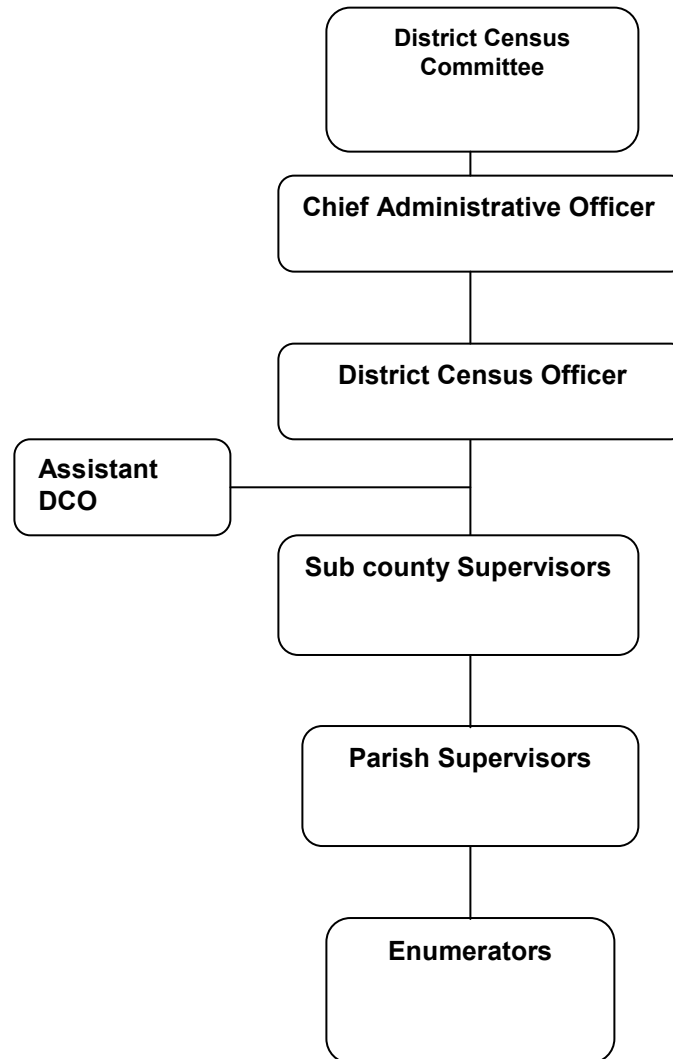 District Census
Committee
Chief Administrative Officer
District Census Officer
Assistant
DCO
Sub county Supervisors
Parish Supervisors
Enumerators